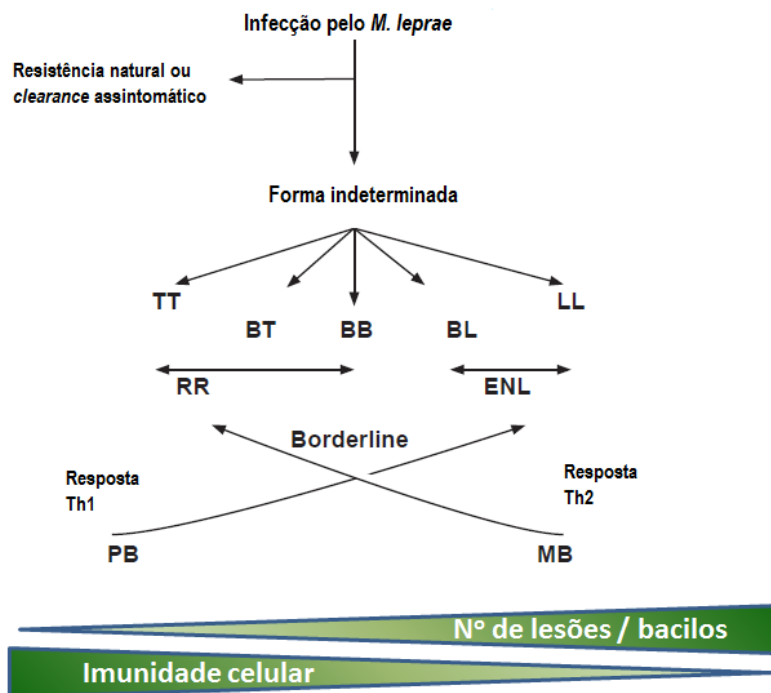 Infecção pelo M. leprae
Resistência natural ou
clearance assintomático
Forma indeterminada
TT
LL
BT
BB
BL
RR
ENL
Borderline
Resposta
Th1
Resposta
Th2
PB
MB
N° de lesões / bacilos
Imunidade celular